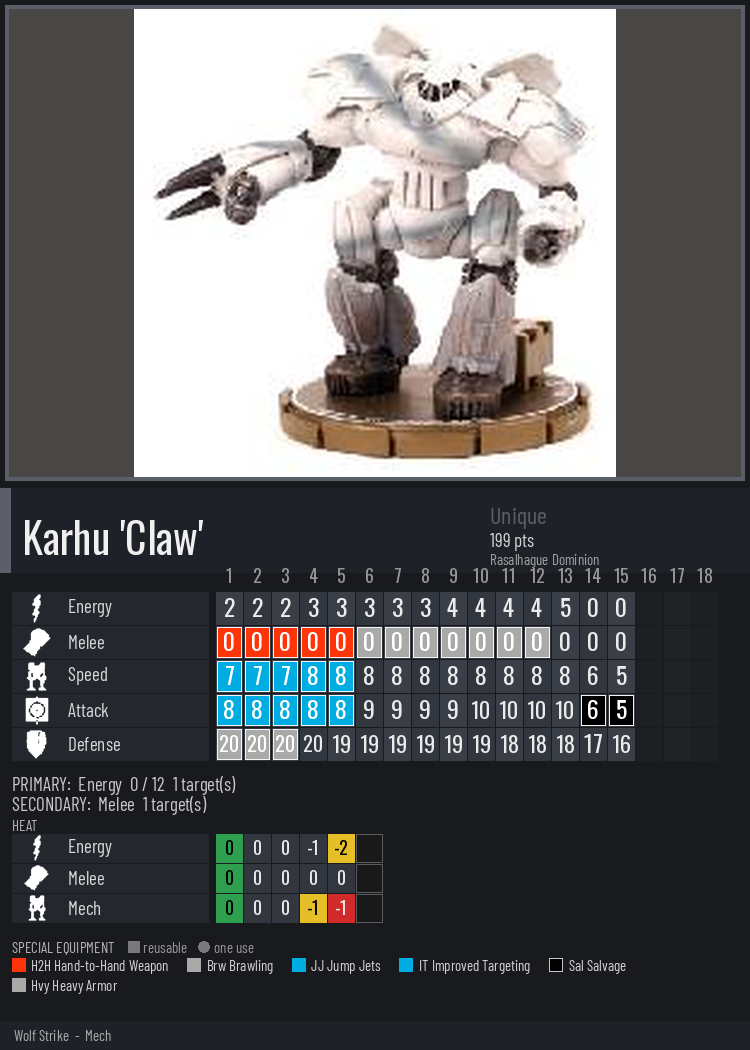 Karhu 'Claw'
Unique
199 pts
Rasalhague Dominion
1 2 3 4 5 6 7 8 9 10 11 12 13 14 15 16 17 18
Energy 2 2 2 3 3 3 3 3 4 4 4 4 5 0 0
Melee 0 0 0 0 0 0 0 0 0 0 0 0 0 0 0
Speed 7 7 7 8 8 8 8 8 8 8 8 8 8 6 5
Attack 8 8 8 8 8 9 9 9 9 10 10 10 10 6 5
Defense 20 20 20 20 19 19 19 19 19 19 18 18 18 17 16
PRIMARY: Energy 0 / 12 1 target(s)
SECONDARY: Melee 1 target(s)
HEAT
Energy 0 0 0 -1 -2
Melee 0 0 0 0 0
Mech 0 0 0 -1 -1
SPECIAL EQUIPMENT reusable one use
H2H Hand-to-Hand Weapon Brw Brawling JJ Jump Jets IT Improved Targeting Sal Salvage
Hvy Heavy Armor
Wolf Strike - Mech